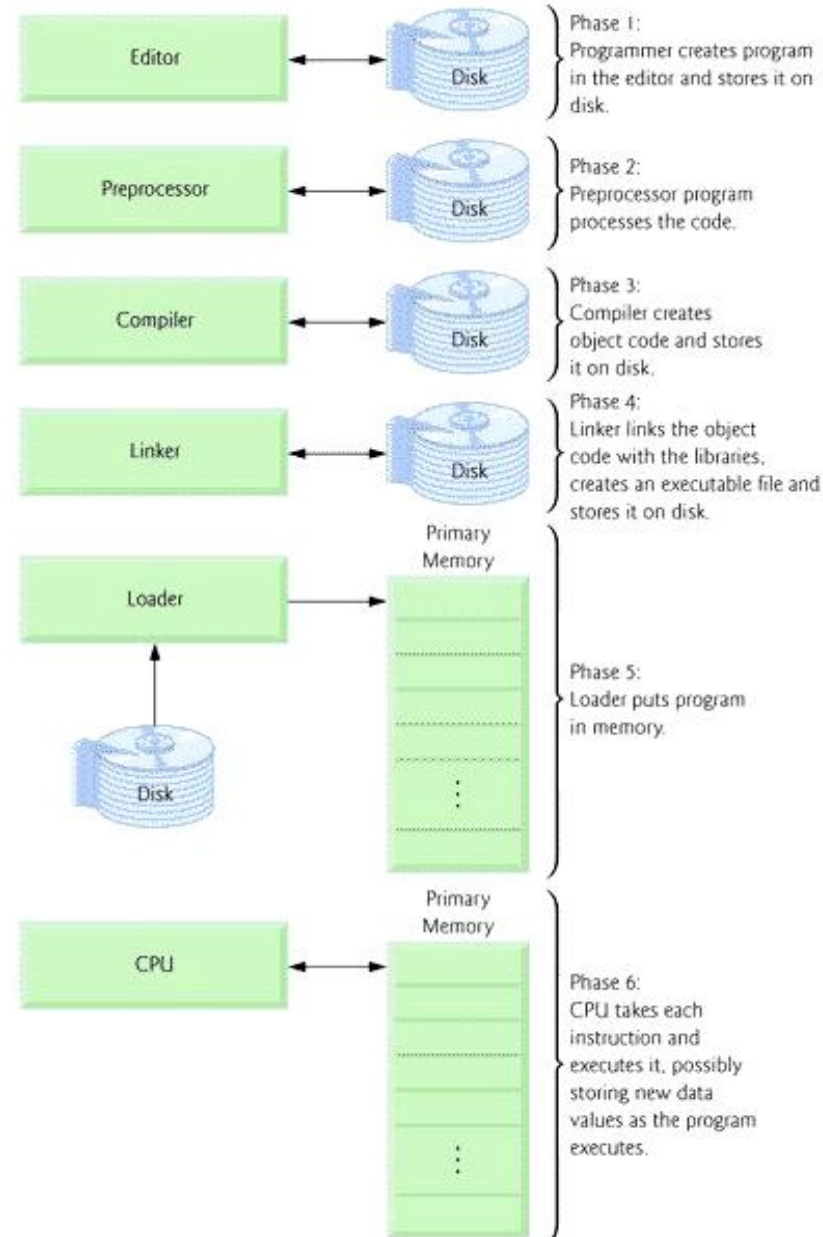 Editor
Disk
Phase 1:
Programmer creates program
in the editor and stores it on
disk.
Preprocessor
Disk
Phase 2:
Preprocessor program
processes the code.
Compiler
Disk
Phase 3:
Compiler creates
object code and stores
it on disk.
Linker
Disk
Phase 4:
Linker links the object
code with the libraries,
creates an executable file and
stores it on disk.
Loader
Primary
Memory
Disk
Phase 5:
Loader puts program
in memory.
CPU
Primary
Memory
Phase 6:
CPU takes each
instruction and
executes it, possibly
storing new data
values as the program
executes.